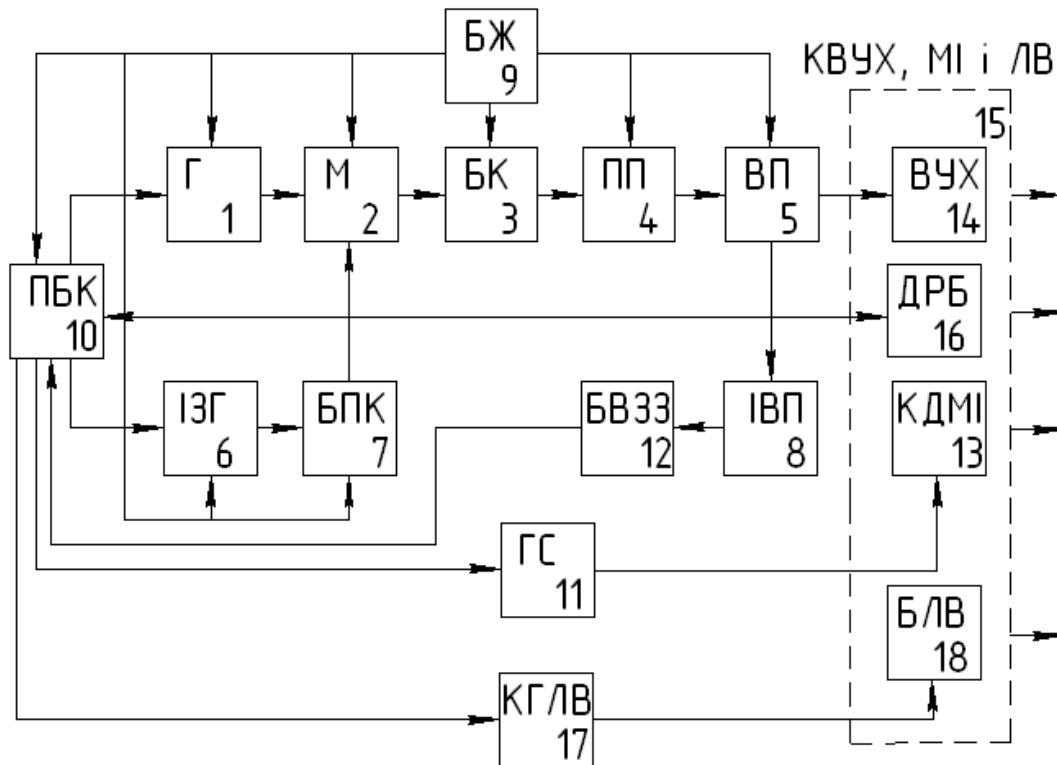 БЖ
9
КВУХ, МІ і ЛВ
15
Г
1
М
2
БК
3
ПП
4
ВП
5
ВУХ
14
ПБК
10
ДРБ
16
ІЗГ
6
БПК
7
БВЗЗ
12
ІВП
8
КДМІ
13
ГС
11
БЛВ
18
КГЛВ
17